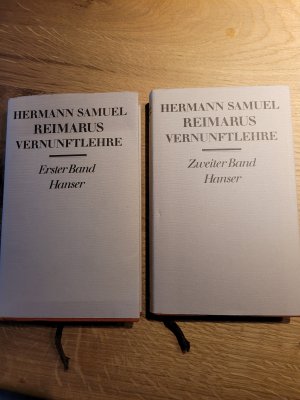 HERMANN SAMUEL
REIMARUS
VERNUNFTLEHRE
Erster Band
Hanser
HERMANN SAMUEL
REIMARUS
VERNUNFTLEHRE
Zweiter Band
Hanser